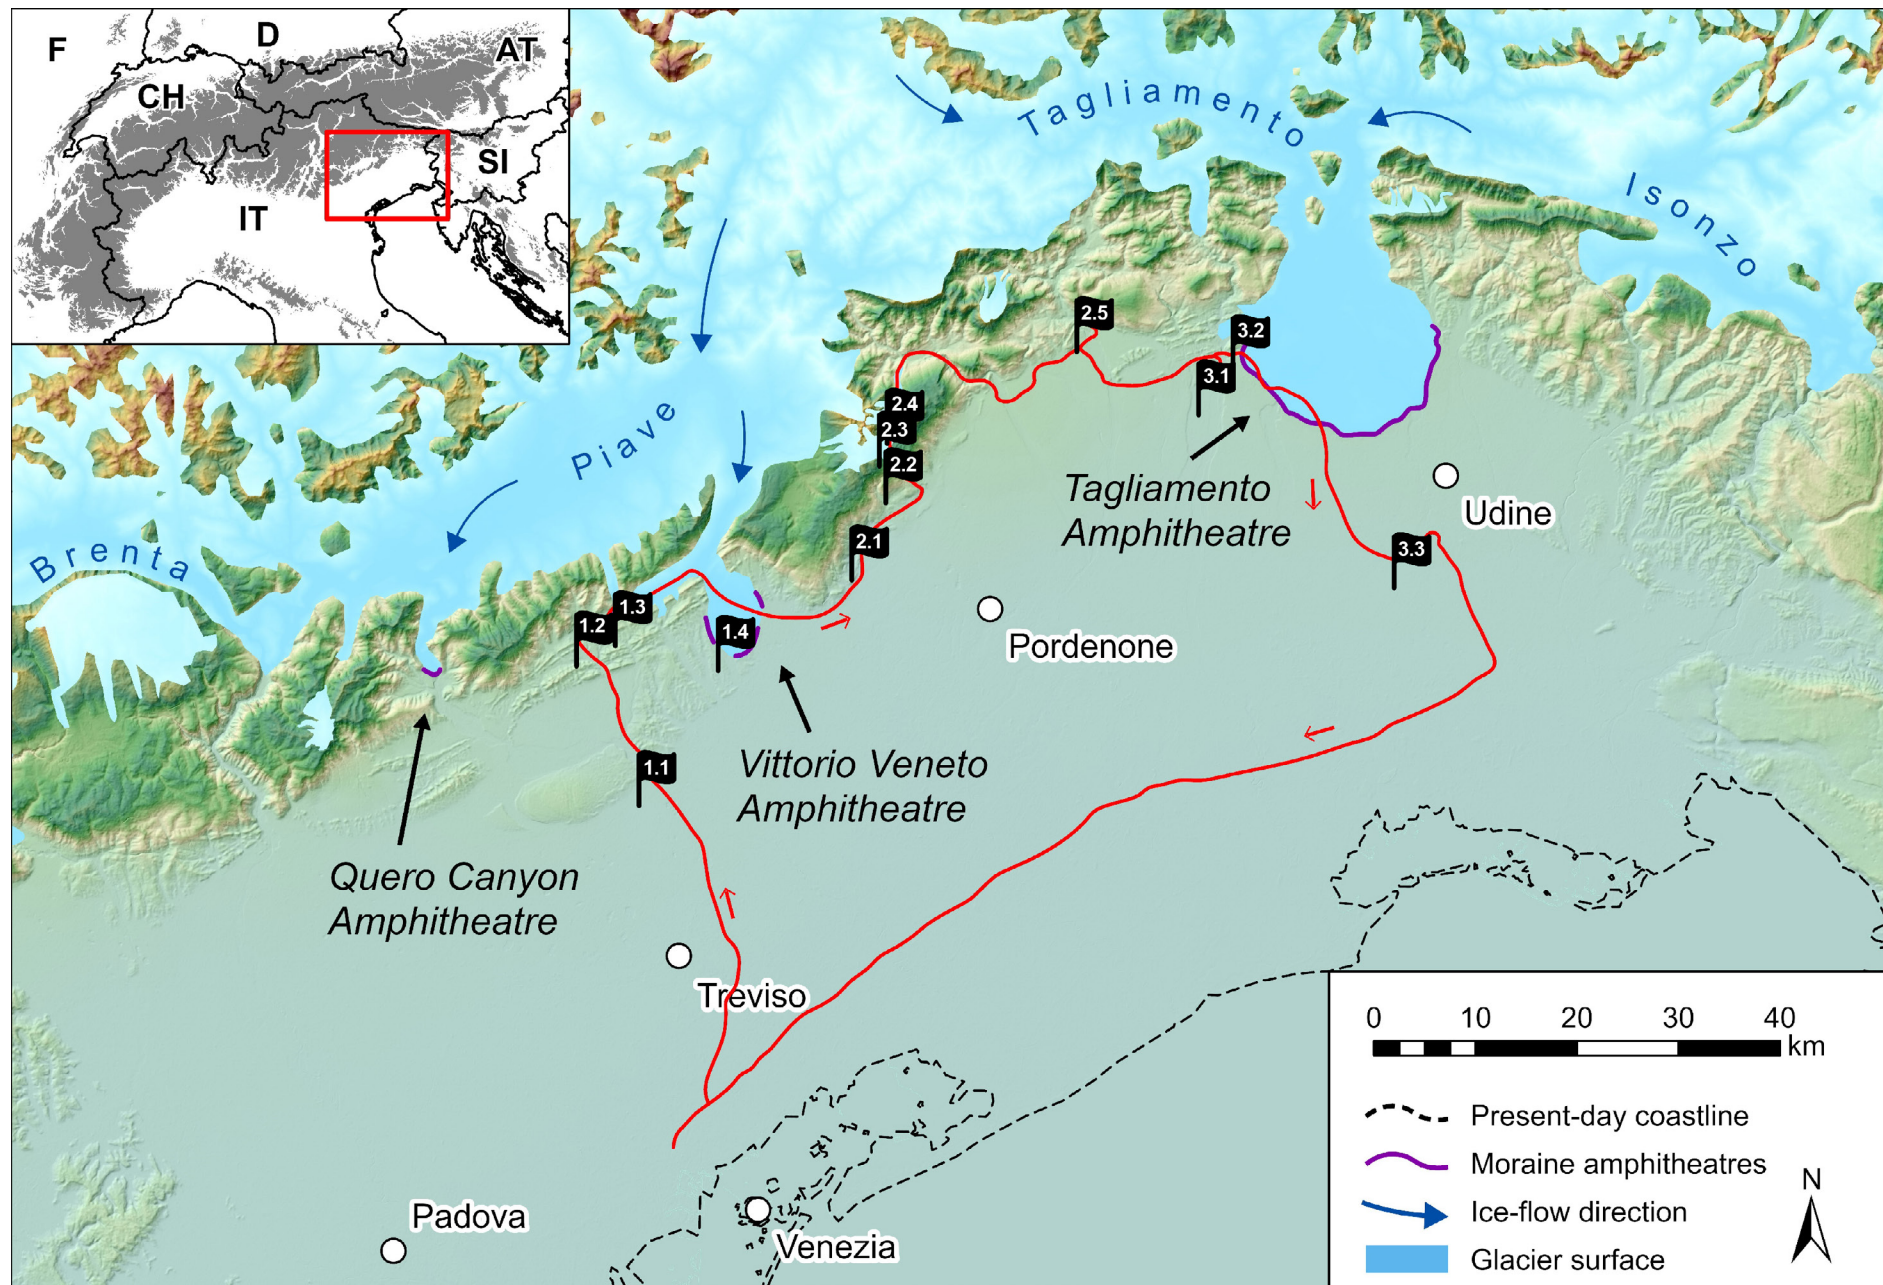 F
D
AT
CH
SI
IT
Tagliamento
Isonzo
Piave
Brenta
2.5
3.2
3.1
2.4
2.3
2.2
2.1
Tagliamento
Amphitheatre
Udine
3.3
1.3
1.2
1.4
Pordenone
1.1
Vittorio Veneto
Amphitheatre
Quero Canyon
Amphitheatre
Treviso
Padova
Venezia
0 10 20 30 40
km
Present-day coastline
Moraine amphitheatres
Ice-flow direction
Glacier surface
N